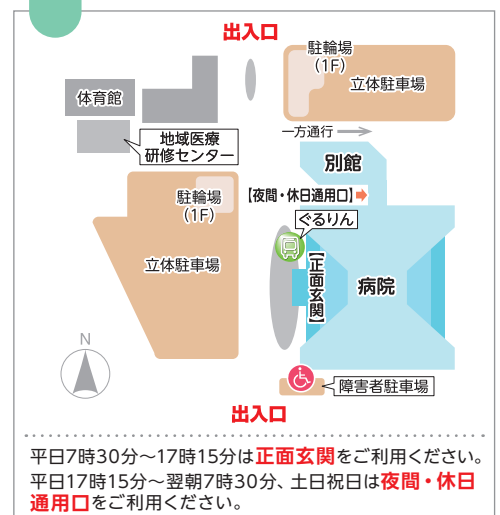 出入口
駐輪場
(1F)
立体駐車場
体育館
地域医療
研修センター
一方通行
別館
駐輪場
(1F)
【夜間・休日通用口】
ぐるりん
立体駐車場
【正面玄関】
病院
N
障害者駐車場
出入口
平日7時30分～17時15分は正面玄関をご利用ください。
平日17時15分～翌朝7時30分、土日祝日は夜間・休日
通用口をご利用ください。